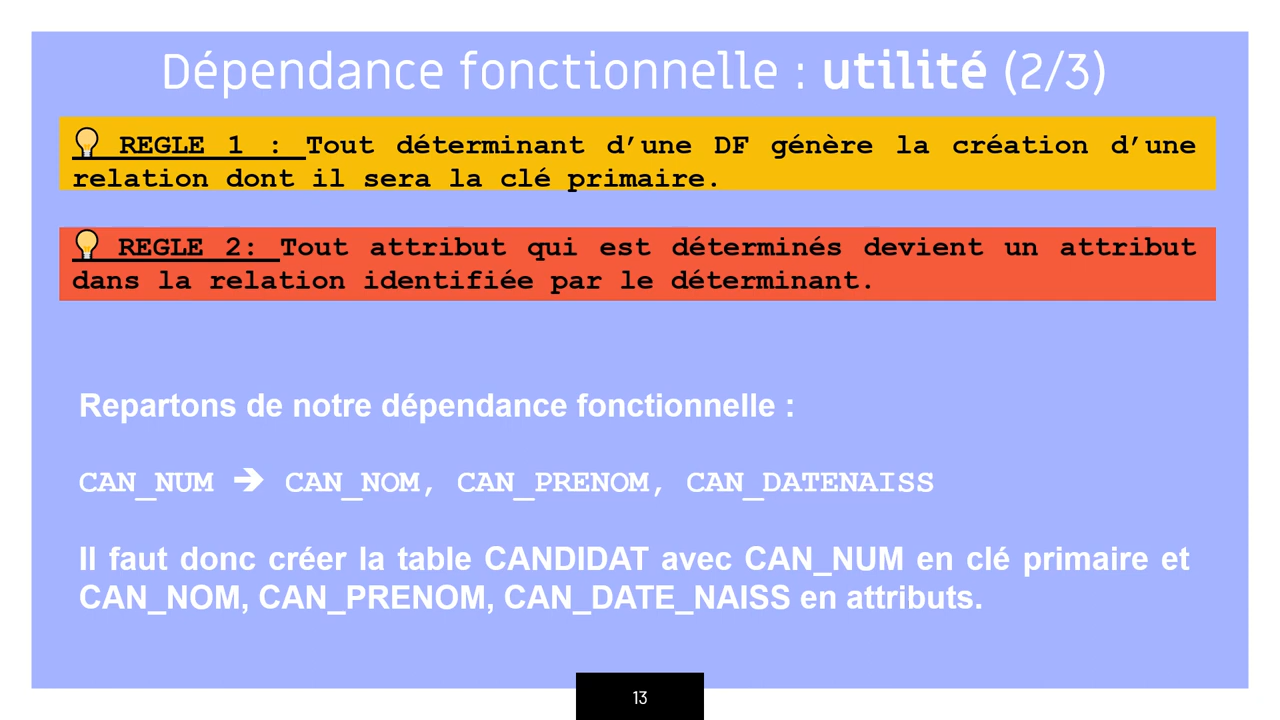 Dépendance fonctionnelle : utilité (2/3)
REGLE 1 : Tout déterminant d’une DF génère la création d’une
relation dont il sera la clé primaire.
REGLE 2: Tout attribut qui est déterminés devient un attribut
dans la relation identifiée par le déterminant.
Repartons de notre dépendance fonctionnelle :
CAN_NUM ➔ CAN_NOM, CAN_PRENOM, CAN_DATENAISS
Il faut donc créer la table CANDIDAT avec CAN_NUM en clé primaire et
CAN_NOM, CAN_PRENOM, CAN_DATE_NAISS en attributs.
13